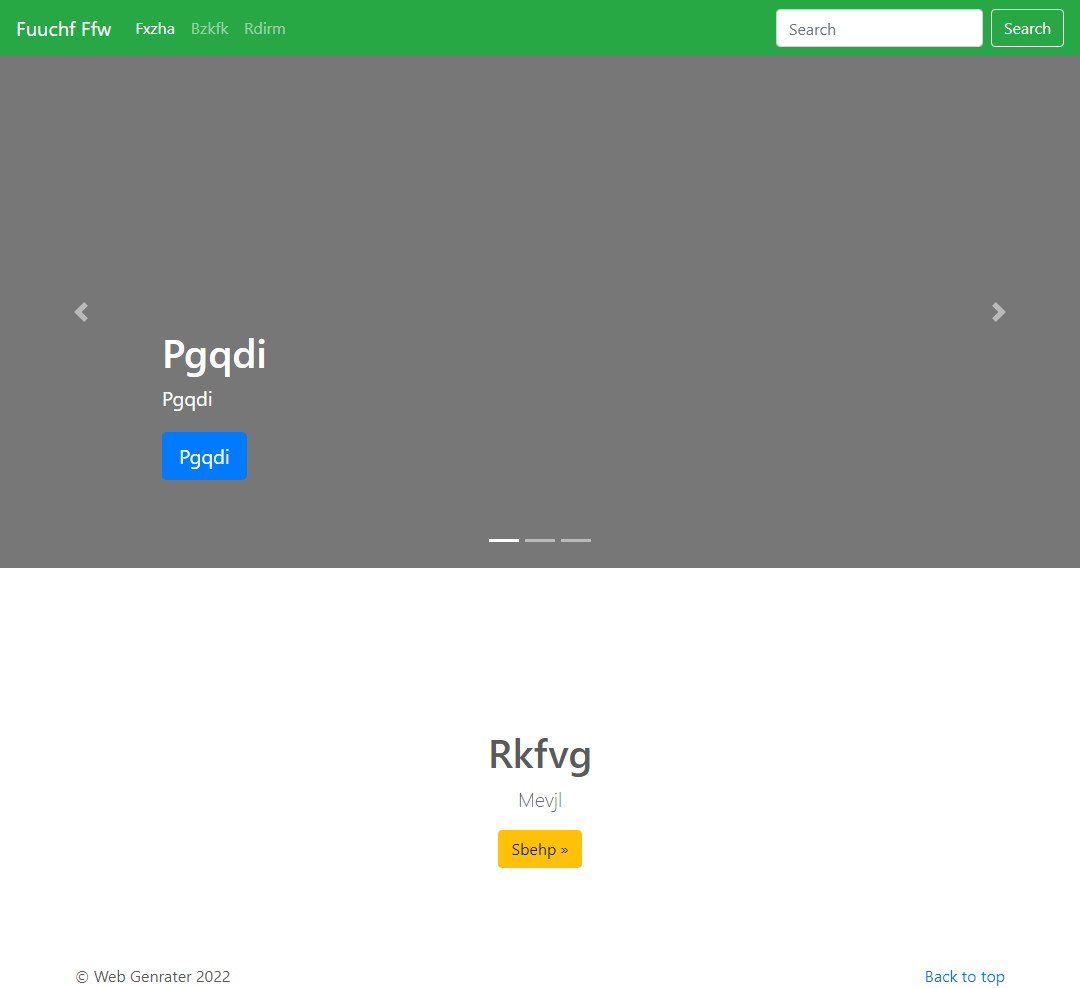 Fuuchf Ffw Fxzha Bzkfk Rdirm Search Search
Pgqdi
Pgqdi
Pgqdi
Rkfvg
Mevjl
Sbehp »
© Web Genrater 2022 Back to top